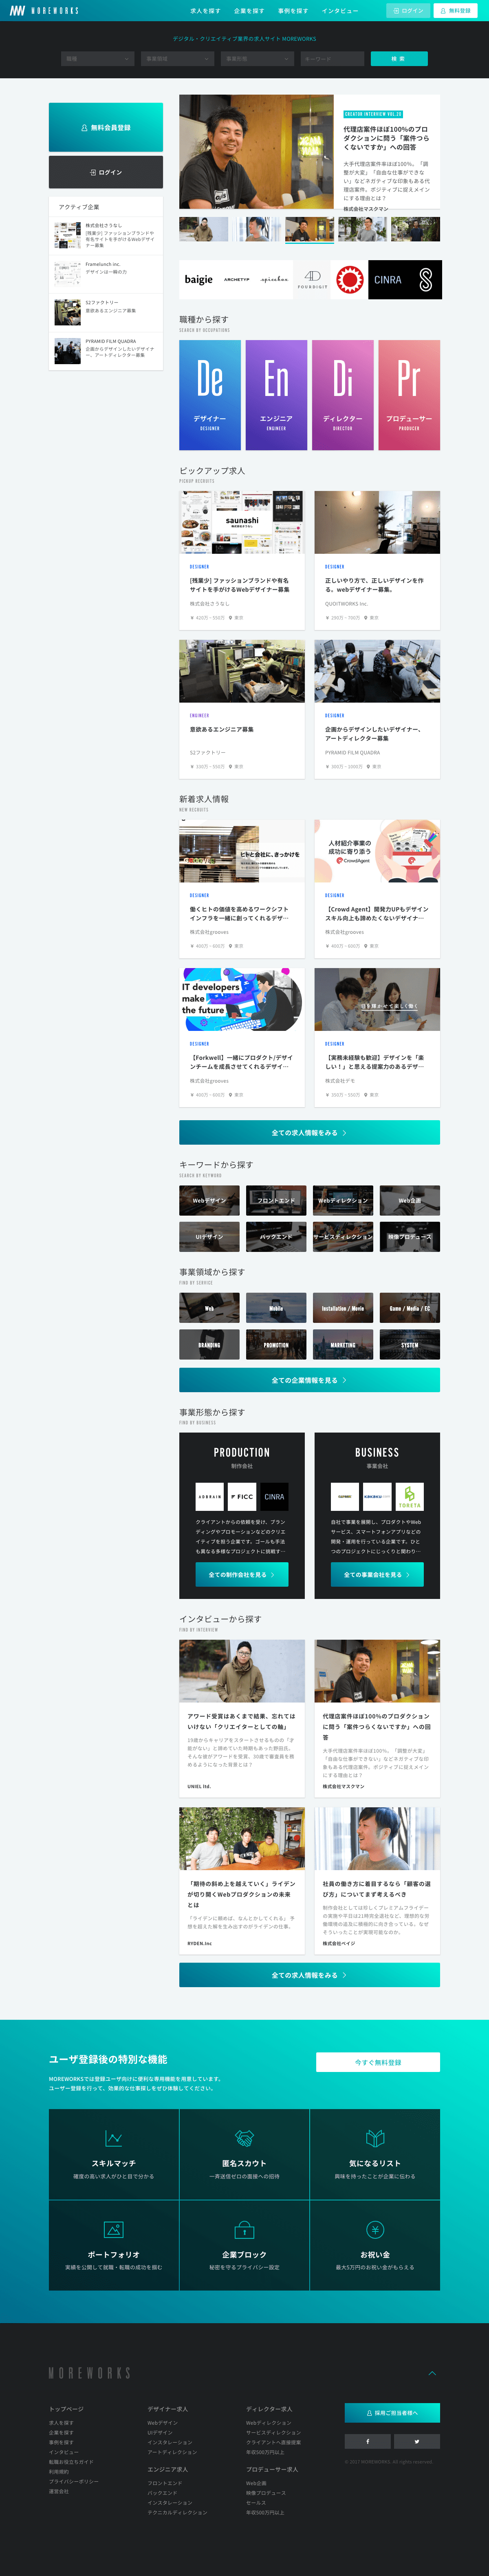 MOREWORKS
求人を探す 企業を探す 事例を探す インタビュー
ログイン
無料登録
デジタル・クリエイティブ業界の求人サイト MOREWORKS
職種
事業領域
事業形態
キーワード
検索
無料会員登録
ログイン
アクティブ企業
株式会社さうなし
[残業少] ファッションブランドや
有名サイトを手がけるWebデザイ
ナー募集
Framelunch inc.
デザインは一瞬の力
S2ファクトリー
意欲あるエンジニア募集
PYRAMID FILM QUADRA
企画からデザインしたいデザイナ
ー、アートディレクター募集
CREATOR INTERVIEW VOL.30
代理店案件ほぼ100%のプロ
ダクションに問う「案件つら
くないですか」への回答
大手代理店案件率ほぼ100%。「調
整が大変」「自由な仕事ができな
い」などネガティブな印象もある代
理店案件。ポジティブに捉えメイン
にする理由とは？
株式会社マスクマン
baigie
ARCHETYP
spicebox
FOURDIGIT
CINRA
職種から探す
SEARCH BY OCCUPATIONS
De
デザイナー
DESIGNER
En
エンジニア
ENGINEER
Di
ディレクター
DIRECTOR
Pr
プロデューサー
PRODUCER
ピックアップ求人
PICKUP RECRUITS
saunashi
DESIGNER
[残業少] ファッションブランドや有名
サイトを手がけるWebデザイナー募集
株式会社さうなし
東京
DESIGNER
正しいやり方で、正しいデザインを作
る。webデザイナー募集。
QUOITWORKS Inc.
東京
ENGINEER
意欲あるエンジニア募集
S2ファクトリー
東京
DESIGNER
企画からデザインしたいデザイナー、
アートディレクター募集
PYRAMID FILM QUADRA
東京
新着求人情報
NEW RECRUITS
ヒトと会社に、きっかけを
DESIGNER
働くヒトの価値を高めるワークシフト
インフラを一緒に創ってくれるデザ…
株式会社grooves
400万 - 600万 東京
人材紹介事業の
成功に寄り添う
CrowdAgent
DESIGNER
【Crowd Agent】開発力UPもデザイン
スキル向上も諦めたくないデザイナ…
株式会社grooves
400万 - 600万 東京
IT developers
make
the future
DESIGNER
【Forkwell】一緒にプロダクト/デザイ
ンチームを成長させてくれるデザイ…
株式会社grooves
東京
目を輝かせて楽しく働く
DESIGNER
【実務未経験も歓迎】デザインを「楽
しい！」と思える提案力のあるデザ…
株式会社デモ
東京
全ての求人情報をみる
キーワードから探す
SEARCH BY KEYWORD
Webデザイン
フロントエンド
Webディレクション
Web企画
UIデザイン
バックエンド
サービスディレクション
映像プロデュース
事業領域から探す
FIND BY SERVICE
Web
Mobile
Installation / Movie
Game / Media / EC
BRANDING
PROMOTION
MARKETING
SYSTEM
全ての企業情報を見る
事業形態から探す
FIND BY BUSINESS
PRODUCTION
制作会社
FICC
CINRA
クライアントからの依頼を受け、ブラン
ディングやプロモーションなどのクリエ
イティブを担う企業です。ゴールも手法
も異なる多様なプロジェクトに挑戦す…
全ての制作会社を見る
BUSINESS
事業会社
TORETA
自社で事業を展開し、プロダクトやWeb
サービス、スマートフォンアプリなどの
開発・運用を行っている企業です。ひと
つのプロジェクトにじっくりと関わり…
全ての事業会社を見る
インタビューから探す
FIND BY INTERVIEW
アワード受賞はあくまで結果、忘れては
いけない「クリエイターとしての軸」
19歳からキャリアをスタートさせるものの「才
能がない」と諦めていた時期もあった野田氏。
そんな彼がアワードを受賞、30歳で審査員を務
めるようになった背景とは？
UNIEL ltd.
代理店案件ほぼ100%のプロダクション
に問う「案件つらくないですか」への回
答
大手代理店案件率ほぼ100%。「調整が大変」
「自由な仕事ができない」などネガティブな印
象もある代理店案件。ポジティブに捉えメイン
にする理由とは？
株式会社マスクマン
「期待の斜め上を越えていく」ライデン
が切り開くWebプロダクションの未来
とは
「ライデンに頼めば、なんとかしてくれる」 予
想を超えた解を生み出すのがライデンの仕事。
RYDEN.Inc
社員の働き方に着目するなら「顧客の選
び方」についてまず考えるべき
制作会社としては珍しくプレミアムフライデー
の実施や平日は21時完全退社など、理想的な労
働環境の追及に積極的に向き合っている。なぜ
そういったことが実現可能なのか。
株式会社ベイジ
全ての求人情報をみる
ユーザ登録後の特別な機能
MOREWORKSでは登録ユーザ向けに便利な専用機能を用意しています。
ユーザー登録を行って、効果的な仕事探しをぜひ体験してください。
今すぐ無料登録
スキルマッチ
確度の高い求人がひと目で分かる
匿名スカウト
一斉送信ゼロの面接への招待
気になるリスト
興味を持ったことが企業に伝わる
ポートフォリオ
実績を公開して就職・転職の成功を掴む
企業ブロック
秘密を守るプライバシー設定
お祝い金
最大5万円のお祝い金がもらえる
MOREWORKS
トップページ
求人を探す
企業を探す
事例を探す
インタビュー
転職お役立ちガイド
利用規約
プライバシーポリシー
運営会社
デザイナー求人
Webデザイン
UIデザイン
インスタレーション
アートディレクション
エンジニア求人
フロントエンド
バックエンド
インスタレーション
テクニカルディレクション
ディレクター求人
Webディレクション
サービスディレクション
クライアントへ直接提案
年収500万円以上
プロデューサー求人
Web企画
映像プロデュース
セールス
年収500万円以上
採用ご担当者様へ
© 2017 MOREWORKS. All rights reserved